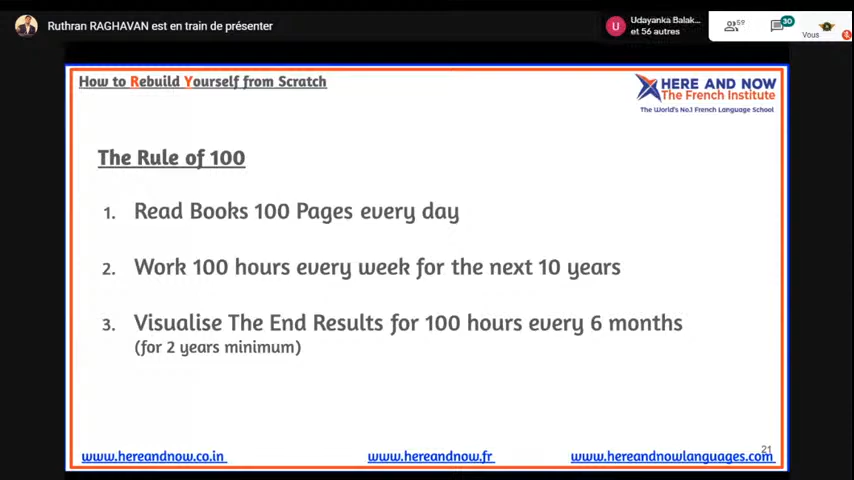 Ruthran RAGHAVAN est en train de présenter
U
Udayanka Balak...
et 56 autres
59
30
Vous
How to Rebuild Yourself from Scratch
HERE AND NOW
The French Institute
The World's No.1 French Language School
The Rule of 100
1. Read Books 100 Pages every day
2. Work 100 hours every week for the next 10 years
3. Visualise The End Results for 100 hours every 6 months
(for 2 years minimum)
21
www.hereandnow.co.in www.hereandnow.fr www.hereandnowlanguages.com